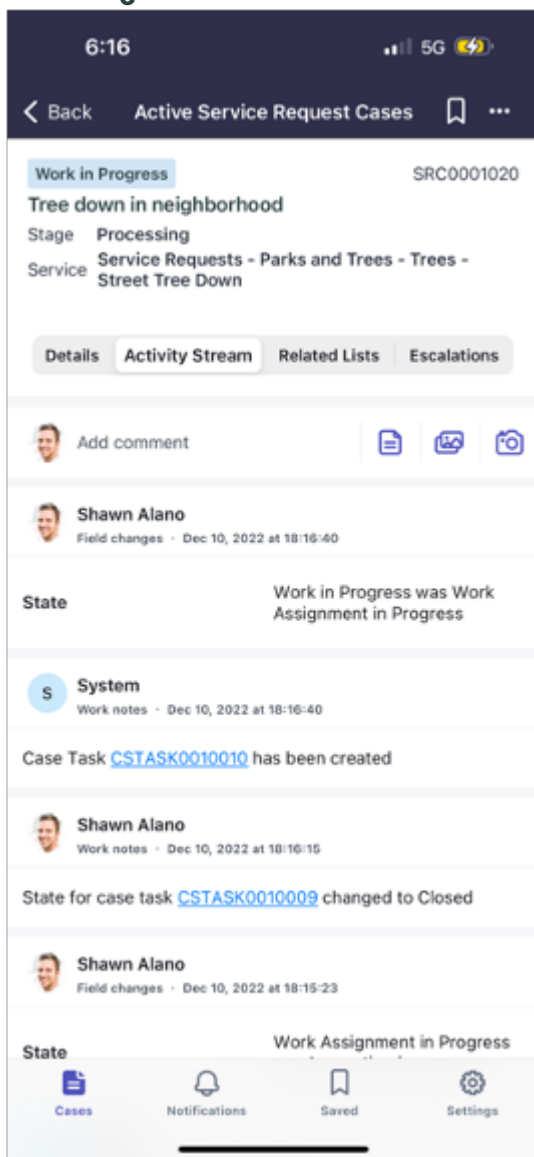 6:16 5G
Back Active Service Request Cases
Work in Progress SRC0001020
Tree down in neighborhood
Stage Processing
Service Service Requests - Parks and Trees - Trees -
Street Tree Down
Details Activity Stream Related Lists Escalations
Add comment
Shawn Alano
Field changes · Dec 10, 2022 at 18:16:40
State Work in Progress was Work
Assignment in Progress
S System
Work notes · Dec 10, 2022 at 18:16:40
Case Task CSTASK0010010 has been created
Shawn Alano
Work notes · Dec 10, 2022 at 18:16:15
State for case task CSTASK0010009 changed to Closed
Shawn Alano
Field changes · Dec 10, 2022 at 18:15:23
State Work Assignment in Progress
Cases Notifications Saved Settings